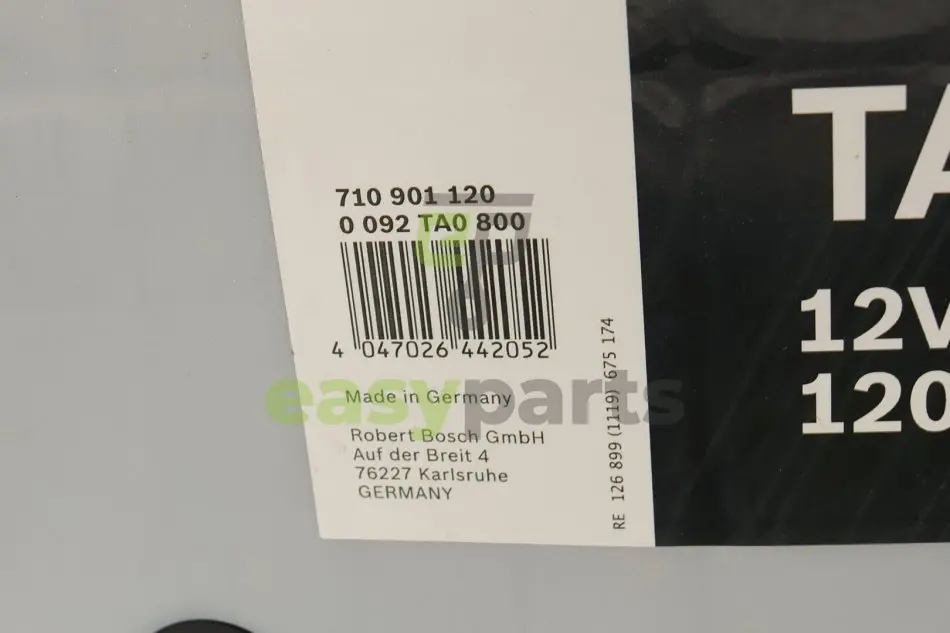 710 901 120
0 092 TA0 800
4 047026 442052
Made in Germany
Robert Bosch GmbH
Auf der Breit 4
76227 Karlsruhe
GERMANY
RE 126 899 (1119) 675 174
TA
12V
120
easyparts